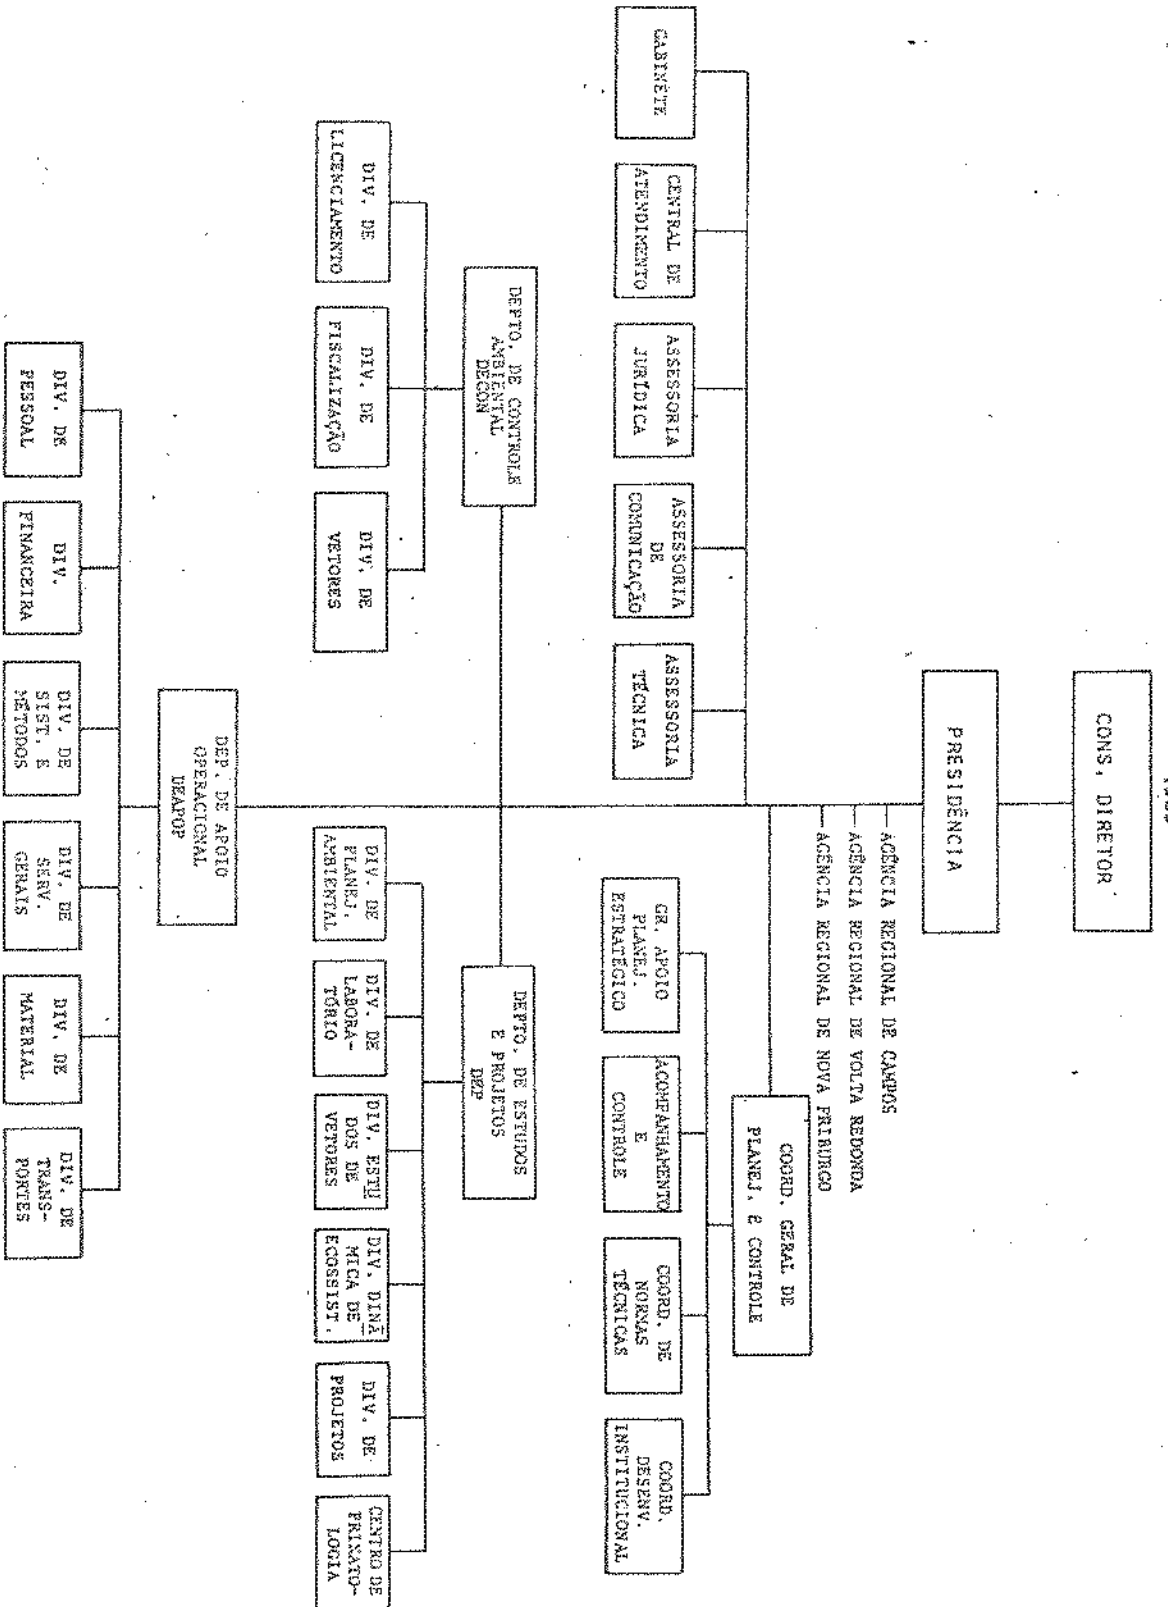 CONS. DIRETOR
PRESIDÊNCIA
AGÊNCIA REGIONAL DE CAMPOS
AGÊNCIA REGIONAL DE VOLTA REDONDA
AGÊNCIA REGIONAL DE NOVA FRIBURGO
COORD. GERAL DE
PLANEJ. E CONTROLE
GABINETE
CENTRAL DE
ATENDIMENTO
ASSESSORIA
JURÍDICA
ASSESSORIA
DE
COMUNICAÇÃO
ASSESSORIA
TÉCNICA
GR. APOIO
PLANEJ.
ESTRATÉGICO
ACOMPANHAMENTO
E
CONTROLE
COORD. DE
NORMAS
TÉCNICAS
COORD.
DESENV.
INSTITUCIONAL
DEPTO. DE CONTROLE
AMBIENTAL
DECON
DEPTO. DE ESTUDOS
E PROJETOS
DEP
DIV. DE
LICENCIAMENTO
DIV. DE
FISCALIZAÇÃO
DIV. DE
VETORES
DIV. DE
PLANEJ.
AMBIENTAL
DIV. DE
LABORA-
TÓRIO
DIV. ESTU
DOS DE
VETORES
DIV. DINÂ
MICA DE
ECOSSIST.
DIV. DE
PROJETOS
CENTRO DE
PRIMATO-
LOGIA
DEP. DE APOIO
OPERACIONAL
DEAPOP
DIV. DE
PESSOAL
DIV.
FINANCEIRA
DIV. DE
SIST. E
MÉTODOS
DIV. DE
SERV.
GERAIS
DIV. DE
MATERIAL
DIV. DE
TRANS-
PORTES